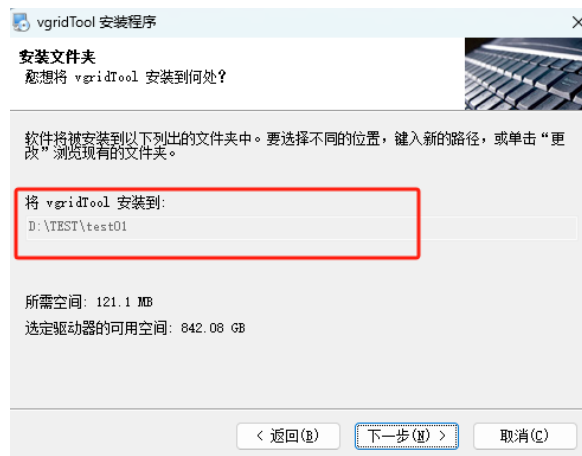 vgridTool 安装程序
安装文件夹
您想将 vgridTool 安装到何处?
软件将被安装到以下列出的文件夹中。要选择不同的位置，键入新的路径，或单击“更
改”浏览现有的文件夹。
将 vgridTool 安装到:
D:\TEST\test01
所需空间: 121.1 MB
选定驱动器的可用空间: 842.08 GB
< 返回(B)
下一步(N) >
取消(C)